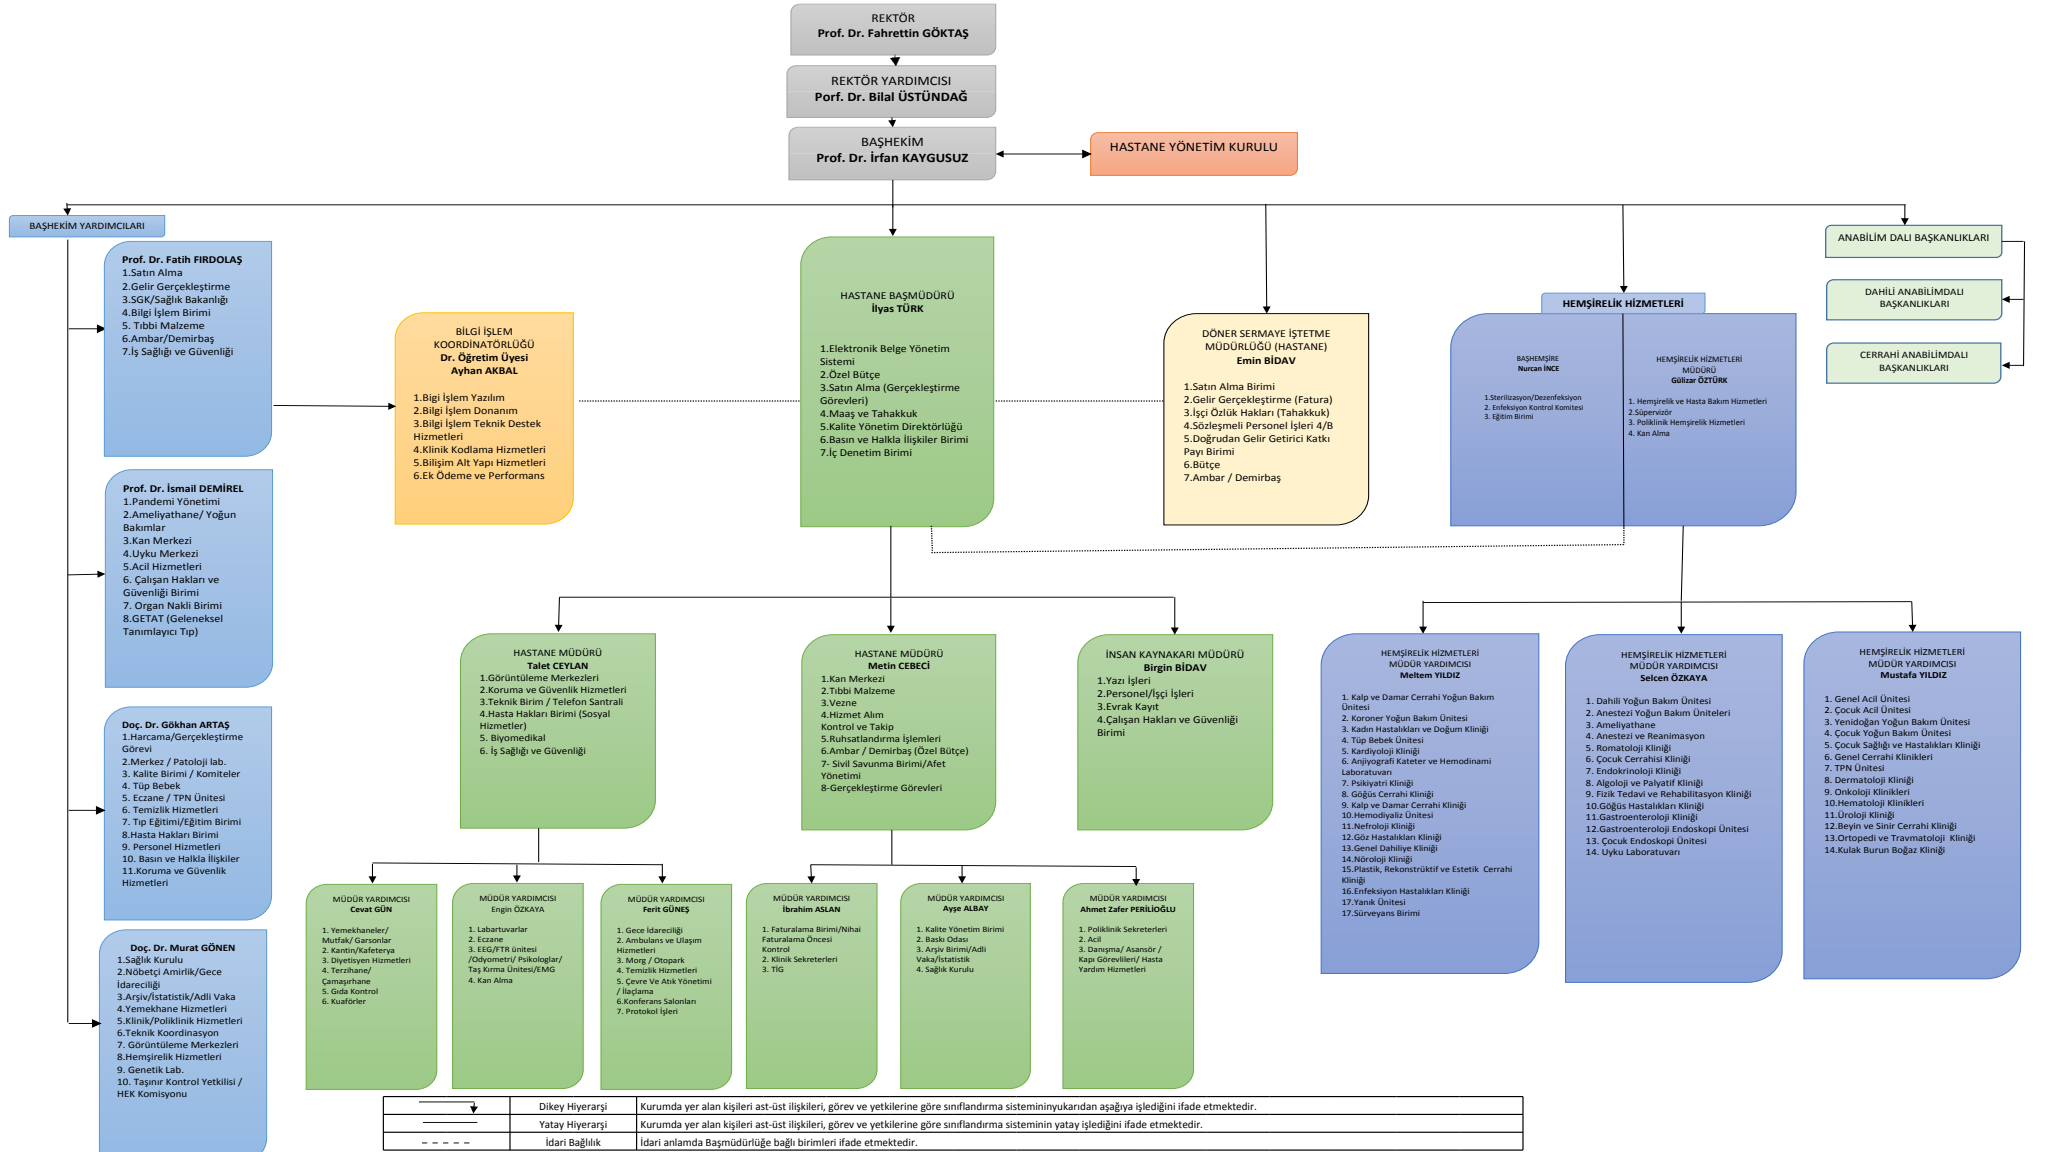 REKTÖR
Prof. Dr. Fahrettin GÖKTAŞ
REKTÖR YARDIMCISI
Porf. Dr. Bilal ÜSTÜNDAĞ
BAŞHEKİM
Prof. Dr. İrfan KAYGUSUZ
HASTANE YÖNETİM KURULU
BAŞHEKİM YARDIMCILARI
Prof. Dr. Fatih FIRDOLAŞ
1.Satın Alma
2.Gelir Gerçekleştirme
3.SGK/Sağlık Bakanlığı
4.Bilgi İşlem Birimi
5. Tıbbi Malzeme
6.Ambar/Demirbaş
7.İş Sağlığı ve Güvenliği
Prof. Dr. İsmail DEMİREL
1.Pandemi Yönetimi
2.Ameliyathane/ Yoğun
Bakımlar
3.Kan Merkezi
4.Uyku Merkezi
5.Acil Hizmetleri
6. Çalışan Hakları ve
Güvenliği Birimi
7. Organ Nakli Birimi
8.GETAT (Geleneksel
Tanımlayıcı Tıp)
Doç. Dr. Gökhan ARTAŞ
1.Harcama/Gerçekleştirme
Görevi
2.Merkez / Patoloji lab.
3. Kalite Birimi / Komiteler
4. Tüp Bebek
5. Eczane / TPN Ünitesi
6. Temizlik Hizmetleri
7. Tıp Eğitimi/Eğitim Birimi
8.Hasta Hakları Birimi
9. Personel Hizmetleri
10. Basın ve Halkla İlişkiler
11.Koruma ve Güvenlik
Hizmetleri
Doç. Dr. Murat GÖNEN
1.Sağlık Kurulu
2.Nöbetçi Amirlik/Gece
İdareciliği
3.Arşiv/İstatistik/Adli Vaka
4.Yemekhane Hizmetleri
5.Klinik/Poliklinik Hizmetleri
6.Teknik Koordinasyon
7. Görüntüleme Merkezleri
8.Hemşirelik Hizmetleri
9. Genetik Lab.
10. Taşınır Kontrol Yetkilisi /
HEK Komisyonu
BİLGİ İŞLEM
KOORDİNATÖRLÜĞÜ
Dr. Öğretim Üyesi
Ayhan AKBAL
1.Bigi İşlem Yazılım
2.Bilgi İşlem Donanım
3.Bilgi İşlem Teknik Destek
Hizmetleri
4.Klinik Kodlama Hizmetleri
5.Bilişim Alt Yapı Hizmetleri
6.Ek Ödeme ve Performans
HASTANE BAŞMÜDÜRÜ
İlyas TÜRK
1.Elektronik Belge Yönetim
Sistemi
2.Özel Bütçe
3.Satın Alma (Gerçekleştirme
Görevleri)
4.Maaş ve Tahakkuk
5.Kalite Yönetim Direktörlüğü
6.Basın ve Halkla İlişkiler Birimi
7.İç Denetim Birimi
DÖNER SERMAYE İŞTETME
MÜDÜRLÜĞÜ (HASTANE)
Emin BİDAV
1.Satın Alma Birimi
2.Gelir Gerçekleştirme (Fatura)
3.İşçi Özlük Hakları (Tahakkuk)
4.Sözleşmeli Personel İşleri 4/B
5.Doğrudan Gelir Getirici Katkı
Payı Birimi
6.Bütçe
7.Ambar / Demirbaş
HEMŞİRELİK HİZMETLERİ
BAŞHEMŞİRE
Nurcan İNCE
1.Sterilizasyon/Dezenfeksiyon
2. Enfeksiyon Kontrol Komitesi
3. Eğitim Birimi
HEMŞİRELİK HİZMETLERİ
MÜDÜRÜ
Gülizar ÖZTÜRK
1. Hemşirelik ve Hasta Bakım Hizmetleri
2.Süpervizör
3. Poliklinik Hemşirelik Hizmetleri
4. Kan Alma
ANABİLİM DALI BAŞKANLIKLARI
DAHİLİ ANABİLİMDALI
BAŞKANLIKLARI
CERRAHİ ANABİLİMDALI
BAŞKANLIKLARI
HASTANE MÜDÜRÜ
Talet CEYLAN
1.Görüntüleme Merkezleri
2.Koruma ve Güvenlik Hizmetleri
3.Teknik Birim / Telefon Santrali
4.Hasta Hakları Birimi (Sosyal
Hizmetler)
5. Biyomedikal
6. İş Sağlığı ve Güvenliği
HASTANE MÜDÜRÜ
Metin CEBECİ
1.Kan Merkezi
2.Tıbbi Malzeme
3.Vezne
4.Hizmet Alım
Kontrol ve Takip
5.Ruhsatlandırma İşlemleri
6.Ambar / Demirbaş (Özel Bütçe)
7- Sivil Savunma Birimi/Afet
Yönetimi
8-Gerçekleştirme Görevleri
İNSAN KAYNAKARI MÜDÜRÜ
Birgin BİDAV
1.Yazı İşleri
2.Personel/İşçi İşleri
3.Evrak Kayıt
4.Çalışan Hakları ve Güvenliği
Birimi
HEMŞİRELİK HİZMETLERİ
MÜDÜR YARDIMCISI
Meltem YILDIZ
1. Kalp ve Damar Cerrahi Yoğun Bakım
Ünitesi
2. Koroner Yoğun Bakım Ünitesi
3. Kadın Hastalıkları ve Doğum Kliniği
4. Tüp Bebek Ünitesi
5. Kardiyoloji Kliniği
6. Anjiyografi Kateter ve Hemodinami
Laboratuvarı
7. Psikiyatri Kliniği
8. Göğüs Cerrahi Kliniği
9. Kalp ve Damar Cerrahi Kliniği
10.Hemodiyaliz Ünitesi
11.Nefroloji Kliniği
12.Göz Hastalıkları Kliniği
13.Genel Dahiliye Kliniği
14.Nöroloji Kliniği
15.Plastik, Rekonstrüktif ve Estetik Cerrahi
Kliniği
16.Enfeksiyon Hastalıkları Kliniği
17.Yanık Ünitesi
17.Sürveyans Birimi
HEMŞİRELİK HİZMETLERİ
MÜDÜR YARDIMCISI
Selcen ÖZKAYA
1. Dahili Yoğun Bakım Ünitesi
2. Anestezi Yoğun Bakım Üniteleri
3. Ameliyathane
4. Anestezi ve Reanimasyon
5. Romatoloji Kliniği
6. Çocuk Cerrahisi Kliniği
7. Endokrinoloji Kliniği
8. Algoloji ve Palyatif Kliniği
9. Fizik Tedavi ve Rehabilitasyon Kliniği
10.Göğüs Hastalıkları Kliniği
11.Gastroenteroloji Kliniği
12.Gastroenteroloji Endoskopi Ünitesi
13. Çocuk Endoskopi Ünitesi
14. Uyku Laboratuvarı
HEMŞİRELİK HİZMETLERİ
MÜDÜR YARDIMCISI
Mustafa YILDIZ
1. Genel Acil Ünitesi
2. Çocuk Acil Ünitesi
3. Yenidoğan Yoğun Bakım Ünitesi
4. Çocuk Yoğun Bakım Ünitesi
5. Çocuk Sağlığı ve Hastalıkları Kliniği
6. Genel Cerrahi Klinikleri
7. TPN Ünitesi
8. Dermatoloji Kliniği
9. Onkoloji Klinikleri
10.Hematoloji Klinikleri
11.Üroloji Kliniği
12.Beyin ve Sinir Cerrahi Kliniği
13.Ortopedi ve Travmatoloji Kliniği
14.Kulak Burun Boğaz Kliniği
MÜDÜR YARDIMCISI
Cevat GÜN
1. Yemekhaneler/
Mutfak/ Garsonlar
2. Kantin/Kafeterya
3. Diyetisyen Hizmetleri
4. Terzihane/
Çamaşırhane
5. Gıda Kontrol
6. Kuaförler
MÜDÜR YARDIMCISI
Engin ÖZKAYA
1. Labartuvarlar
2. Eczane
3. EEG/FTR ünitesi
/Odyometri/ Psikologlar/
Taş Kırma Ünitesi/EMG
4. Kan Alma
MÜDÜR YARDIMCISI
Ferit GÜNEŞ
1. Gece İdareciliği
2. Ambulans ve Ulaşım
Hizmetleri
3. Morg / Otopark
4. Temizlik Hizmetleri
5. Çevre Ve Atık Yönetimi
/ İlaçlama
6.Konferans Salonları
7. Protokol İşleri
MÜDÜR YARDIMCISI
İbrahim ASLAN
1. Faturalama Birimi/Nihai
Faturalama Öncesi
Kontrol
2. Klinik Sekreterleri
3. TİG
MÜDÜR YARDIMCISI
Ayşe ALBAY
1. Kalite Yönetim Birimi
2. Baskı Odası
3. Arşiv Birimi/Adli
Vaka/İstatistik
4. Sağlık Kurulu
MÜDÜR YARDIMCISI
Ahmet Zafer PERİLİOĞLU
1. Poliklinik Sekreterleri
2. Acil
3. Danışma/ Asansör /
Kapı Görevlileri/ Hasta
Yardım Hizmetleri
Dikey Hiyerarşi Kurumda yer alan kişileri ast-üst ilişkileri, görev ve yetkilerine göre sınıflandırma sistemininyukarıdan aşağıya işlediğini ifade etmektedir.
Yatay Hiyerarşi Kurumda yer alan kişileri ast-üst ilişkileri, görev ve yetkilerine göre sınıflandırma sisteminin yatay işlediğini ifade etmektedir.
İdari Bağlılık İdari anlamda Başmüdürlüğe bağlı birimleri ifade etmektedir.